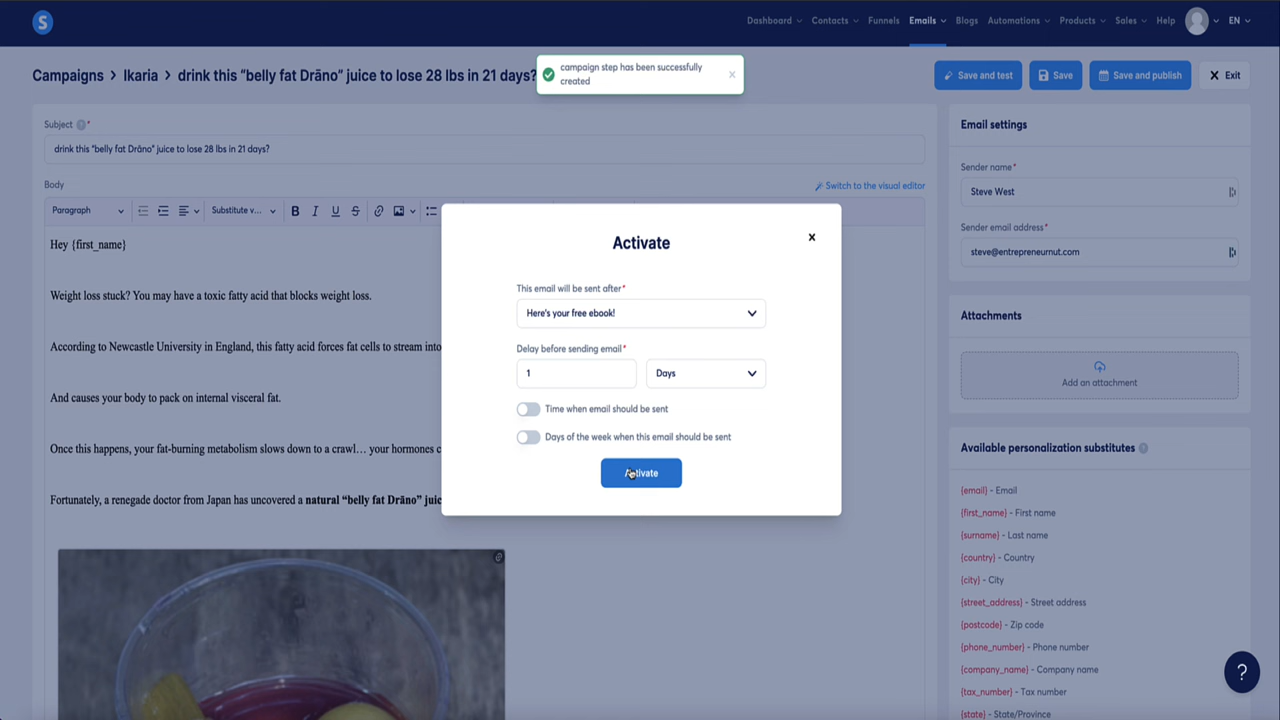 S
Dashboard
Contacts
Funnels
Emails
Blogs
Automations
Products
Sales
Help
EN
Campaigns > Ikaria > drink this "belly fat Drāno" juice to lose 28 lbs in 21 days?
campaign step has been successfully
created
Save and test
Save
Save and publish
Exit
Subject
drink this "belly fat Drāno" juice to lose 28 lbs in 21 days?
Body
Switch to the visual editor
Paragraph
Substitute v...
B I U S
Hey {first_name}
Weight loss stuck? You may have a toxic fatty acid that blocks weight loss.
According to Newcastle University in England, this fatty acid forces fat cells to stream into
And causes your body to pack on internal visceral fat.
Once this happens, your fat-burning metabolism slows down to a crawl… your hormones
Fortunately, a renegade doctor from Japan has uncovered a natural “belly fat Drāno”
Activate
This email will be sent after*
Here's your free ebook!
Delay before sending email*
1
Days
Time when email should be sent
Days of the week when this email should be sent
Activate
Email settings
Sender name*
Steve West
Sender email address*
steve@entrepreneurnut.com
Attachments
Add an attachment
Available personalization substitutes
{email} - Email
{first_name} - First name
{surname} - Last name
{country} - Country
{city} - City
{street_address} - Street address
{postcode} - Zip code
{phone_number} - Phone number
{company_name} - Company name
{tax_number} - Tax number
{state} - State/Province
?